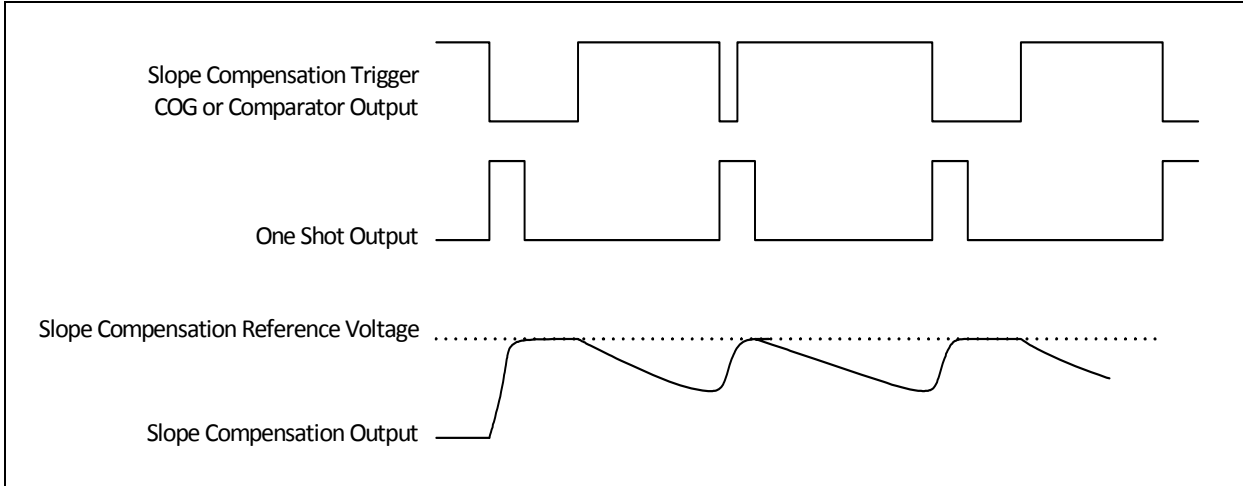 Slope Compensation Trigger
COG or Comparator Output
One Shot Output
Slope Compensation Reference Voltage
Slope Compensation Output